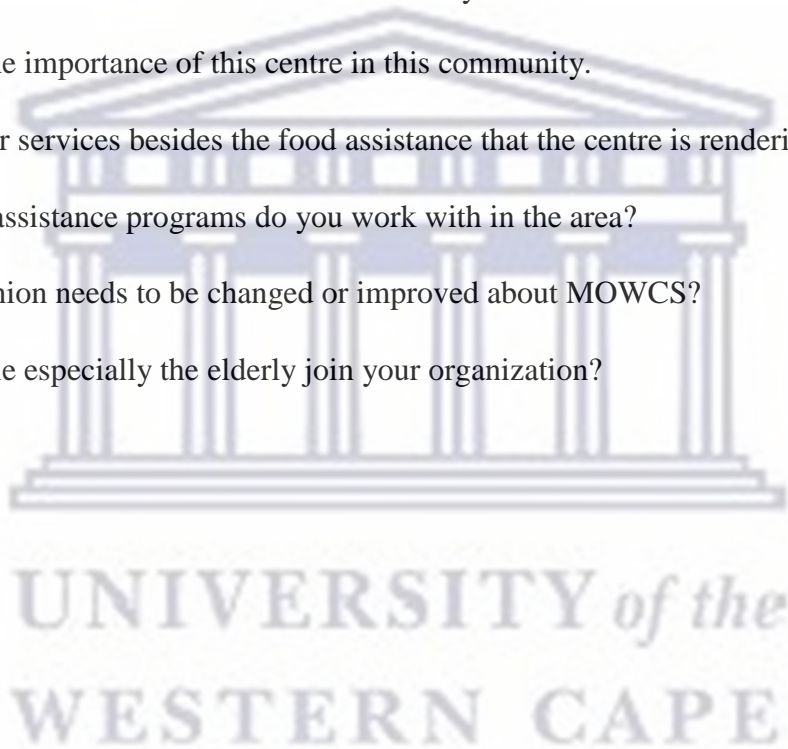 e importance of this centre in this community.
r services besides the food assistance that the centre is renderi
assistance programs do you work with in the area?
nion needs to be changed or improved about MOWCS?
e especially the elderly join your organization?
UNIVERSITY of the
WESTERN CAPE